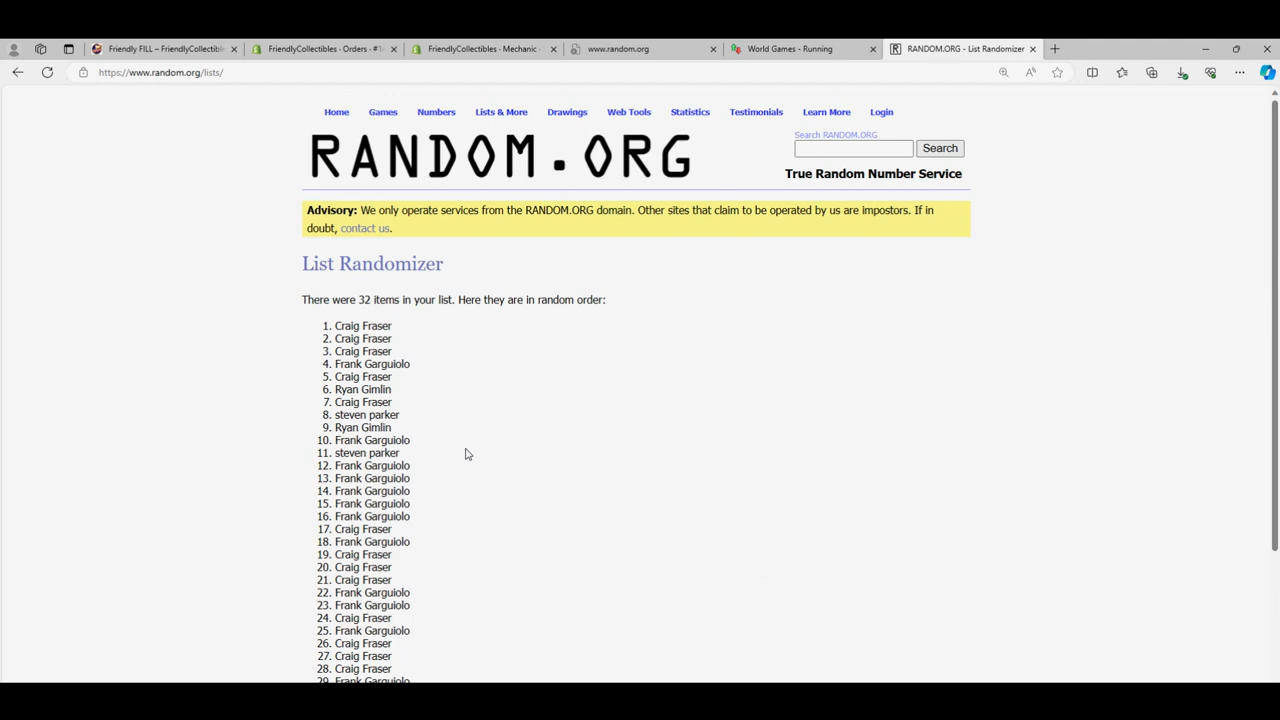 Friendly FILL – FriendlyCollectible
FriendlyCollectibles · Orders · #1
FriendlyCollectibles · Mechanic ·
www.random.org
World Games - Running
RANDOM.ORG - List Randomizer
https://www.random.org/lists/
Home Games Numbers Lists & More Drawings Web Tools Statistics Testimonials Learn More Login
RANDOM.ORG
Search RANDOM.ORG
Search
True Random Number Service
Advisory: We only operate services from the RANDOM.ORG domain. Other sites that claim to be operated by us are impostors. If in
doubt, contact us.
List Randomizer
There were 32 items in your list. Here they are in random order:
1. Craig Fraser
2. Craig Fraser
3. Craig Fraser
4. Frank Garguiolo
5. Craig Fraser
6. Ryan Gimlin
7. Craig Fraser
8. steven parker
9. Ryan Gimlin
10. Frank Garguiolo
11. steven parker
12. Frank Garguiolo
13. Frank Garguiolo
14. Frank Garguiolo
15. Frank Garguiolo
16. Frank Garguiolo
17. Craig Fraser
18. Frank Garguiolo
19. Craig Fraser
20. Craig Fraser
21. Craig Fraser
22. Frank Garguiolo
23. Frank Garguiolo
24. Craig Fraser
25. Frank Garguiolo
26. Craig Fraser
27. Craig Fraser
28. Craig Fraser
29. Frank Garguiolo